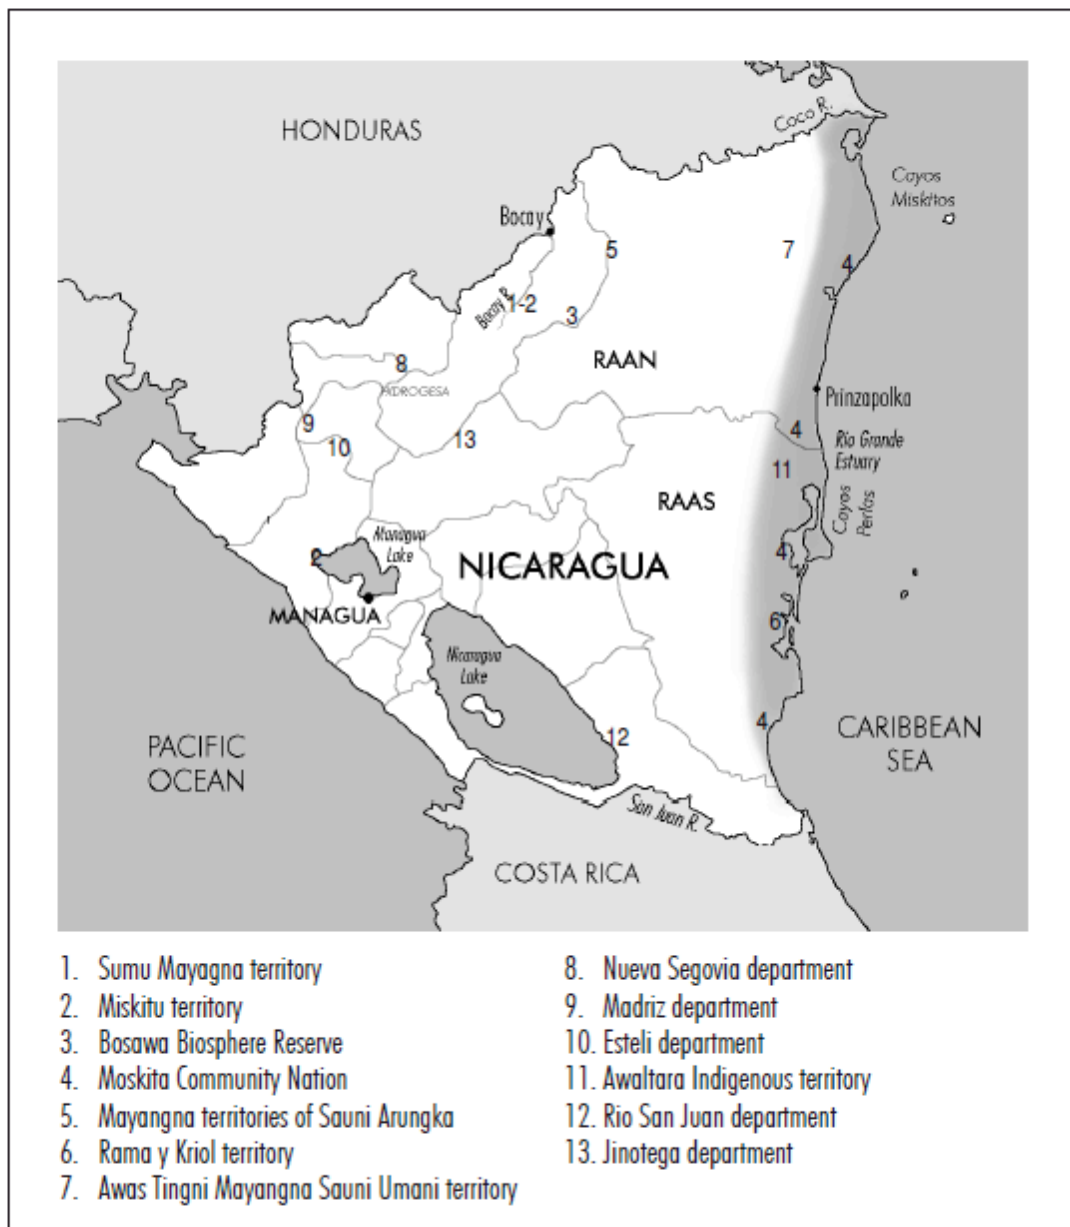 HONDURAS
Coco R.
Cayos
Miskitos
Bocay
5
7
4
Bocay R.
1-2
3
8
RAAN
HIDROGESA
Prinzapolka
9
10
13
4
Río Grande
Estuary
11
RAAS
Cayos
Perlas
Managua
Lake
2
NICARAGUA
4
MANAGUA
6
Nicaragua
Lake
4
12
CARIBBEAN
SEA
PACIFIC
OCEAN
San Juan R.
COSTA RICA
1. Sumu Mayagna territory
2. Miskitu territory
3. Bosawa Biosphere Reserve
4. Moskita Community Nation
5. Mayangna territories of Sauni Arungka
6. Rama y Kriol territory
7. Awas Tingni Mayangna Sauni Umani territory
8. Nueva Segovia department
9. Madriz department
10. Esteli department
11. Awaltara Indigenous territory
12. Rio San Juan department
13. Jinotega department